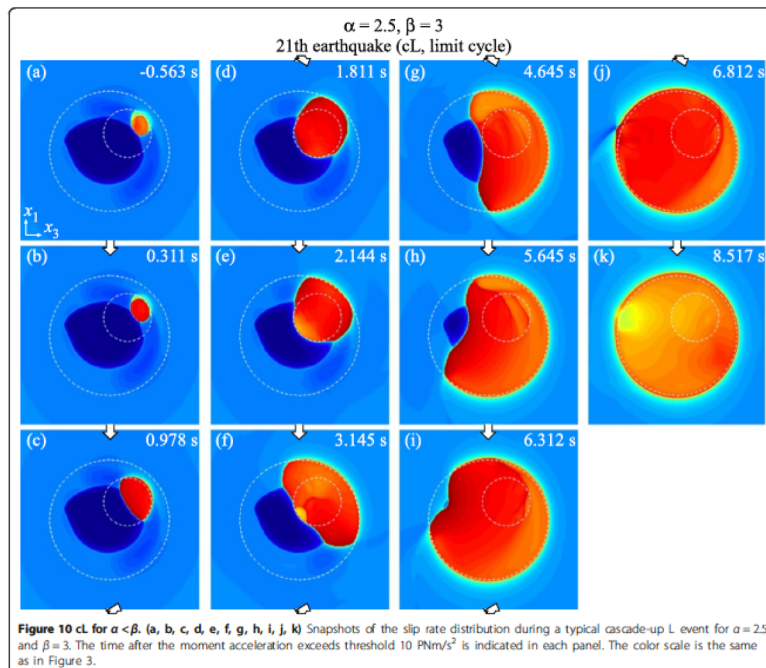 α = 2.5, β = 3
21th earthquake (cL, limit cycle)
(a) -0.563 s
(d) 1.811 s
(g) 4.645 s
(j) 6.812 s
x1
x3
(b) 0.311 s
(e) 2.144 s
(h) 5.645 s
(k) 8.517 s
(c) 0.978 s
(f) 3.145 s
(i) 6.312 s
Figure 10 cL for α < β. (a, b, c, d, e, f, g, h, i, j, k) Snapshots of the slip rate distribution during a typical cascade-up L event for α = 2.5
and β = 3. The time after the moment acceleration exceeds threshold 10 PNm/s² is indicated in each panel. The color scale is the same
as in Figure 3.